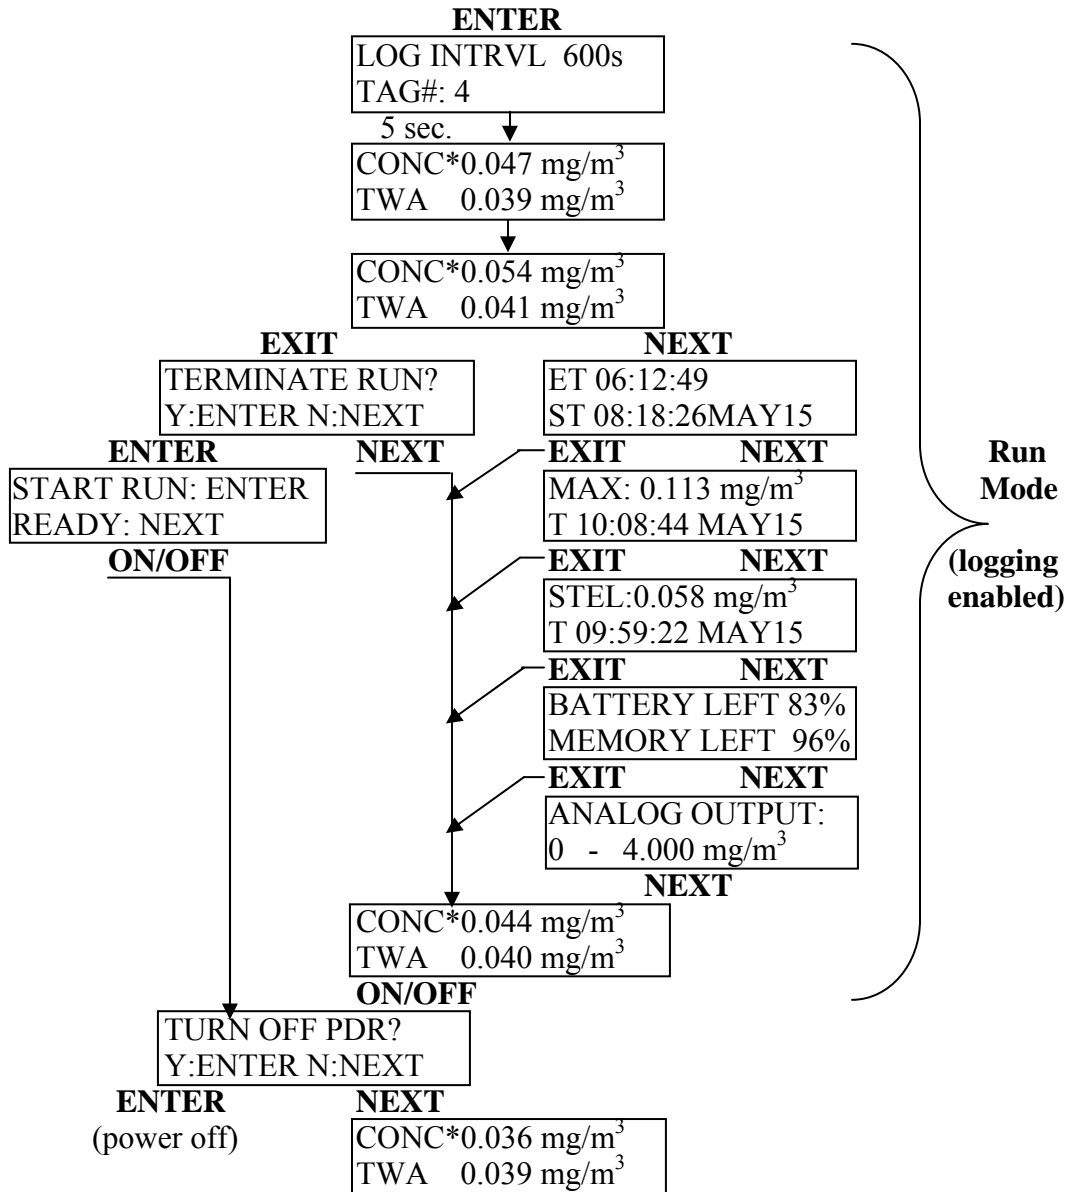 ENTER
LOG INTRVL 600s
TAG#: 4
5 sec.
CONC*0.047 mg/m³
TWA 0.039 mg/m³
CONC*0.054 mg/m³
TWA 0.041 mg/m³
EXIT
TERMINATE RUN?
Y:ENTER N:NEXT
NEXT
ET 06:12:49
ST 08:18:26MAY15
ENTER NEXT
START RUN: ENTER
READY: NEXT
ON/OFF
EXIT NEXT
MAX: 0.113 mg/m³
T 10:08:44 MAY15
EXIT NEXT
STEL:0.058 mg/m³
T 09:59:22 MAY15
EXIT NEXT
BATTERY LEFT 83%
MEMORY LEFT 96%
EXIT NEXT
ANALOG OUTPUT:
0 - 4.000 mg/m³
NEXT
Run
Mode
(logging
enabled)
CONC*0.044 mg/m³
TWA 0.040 mg/m³
ON/OFF
TURN OFF PDR?
Y:ENTER N:NEXT
ENTER
(power off)
NEXT
CONC*0.036 mg/m³
TWA 0.039 mg/m³